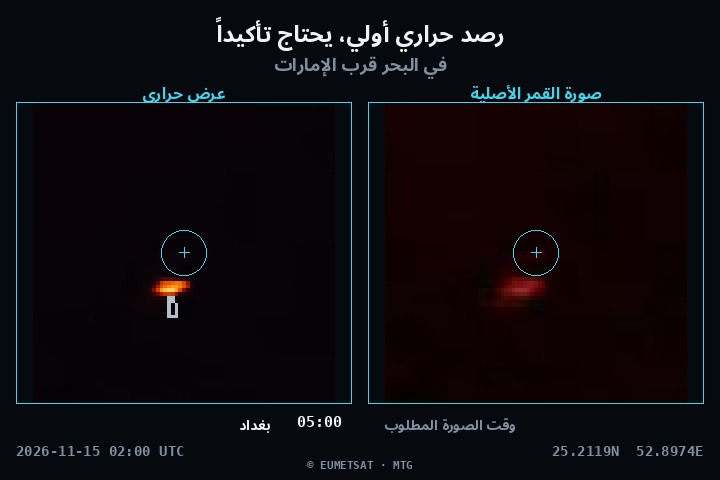 رصد حراري أولي، يحتاج تأكيداً
في البحر قرب الإمارات
صورة القمر الأصلية
عرض حراري
وقت الصورة المطلوب
05:00 بغداد
25.2119N 52.8974E
2026-11-15 02:00 UTC
© EUMETSAT · MTG